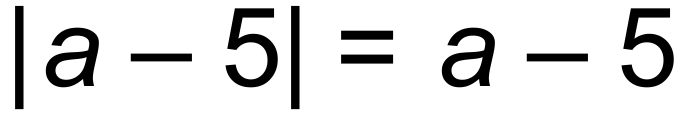 |a – 5| = a – 5